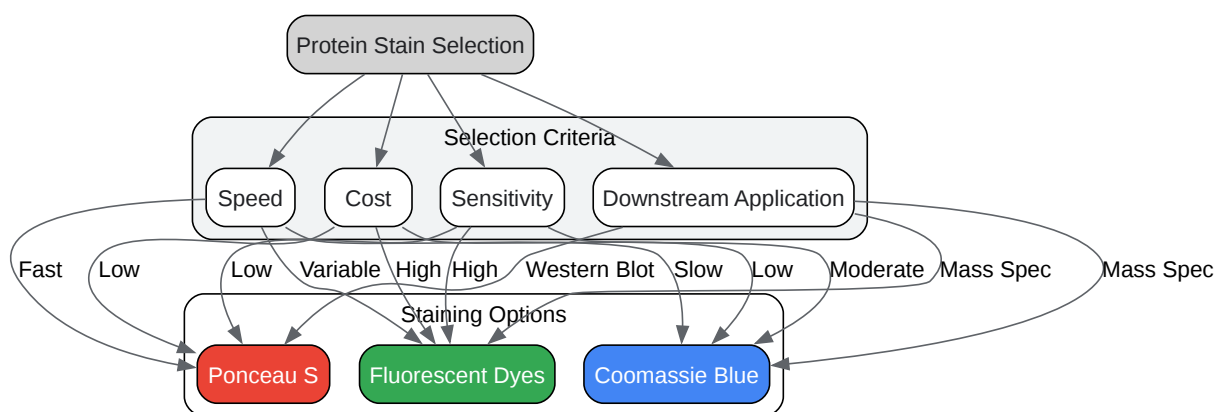 Protein Stain Selection
Selection Criteria
Speed
Cost
Sensitivity
Downstream Application
Fast
Low
Low
Variable
High
High
Western Blot
Slow
Low
Moderate
Mass Spec
Mass Spec
Staining Options
Ponceau S
Fluorescent Dyes
Coomassie Blue